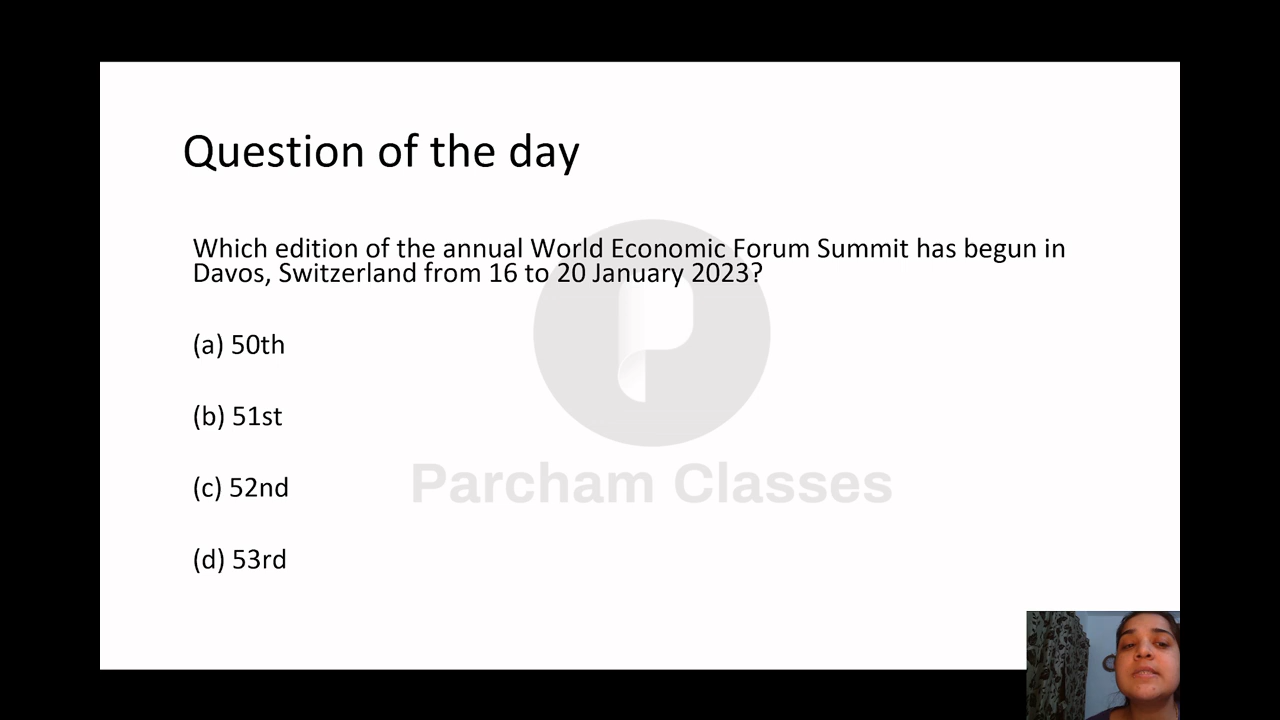 Question of the day
Which edition of the annual World Economic Forum Summit has begun in
Davos, Switzerland from 16 to 20 January 2023?
(a) 50th
(b) 51st
(c) 52nd
Parcham Classes
(d) 53rd